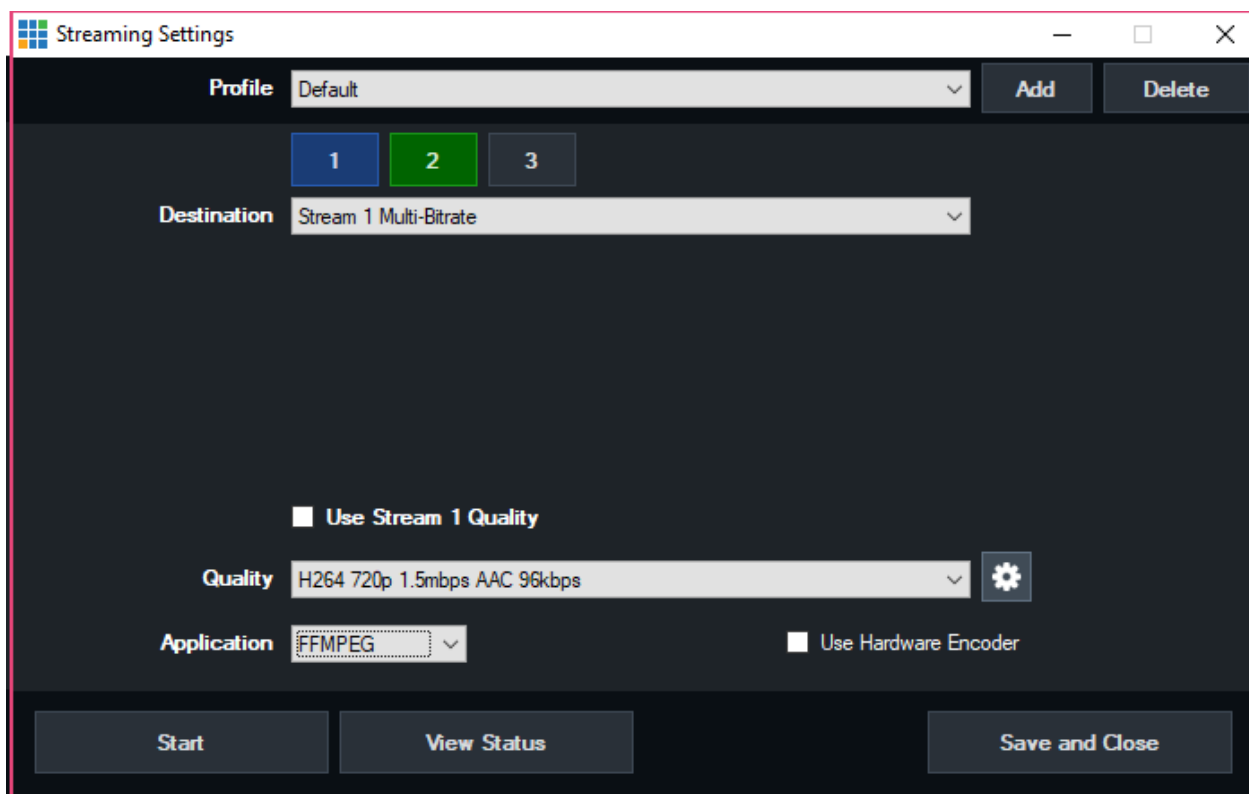 Streaming Settings
Profile Default Add Delete
1 2 3
Destination Stream 1 Multi-Bitrate
Use Stream 1 Quality
Quality H264 720p 1.5mbps AAC 96kbps
Application FFMPEG Use Hardware Encoder
Start View Status Save and Close